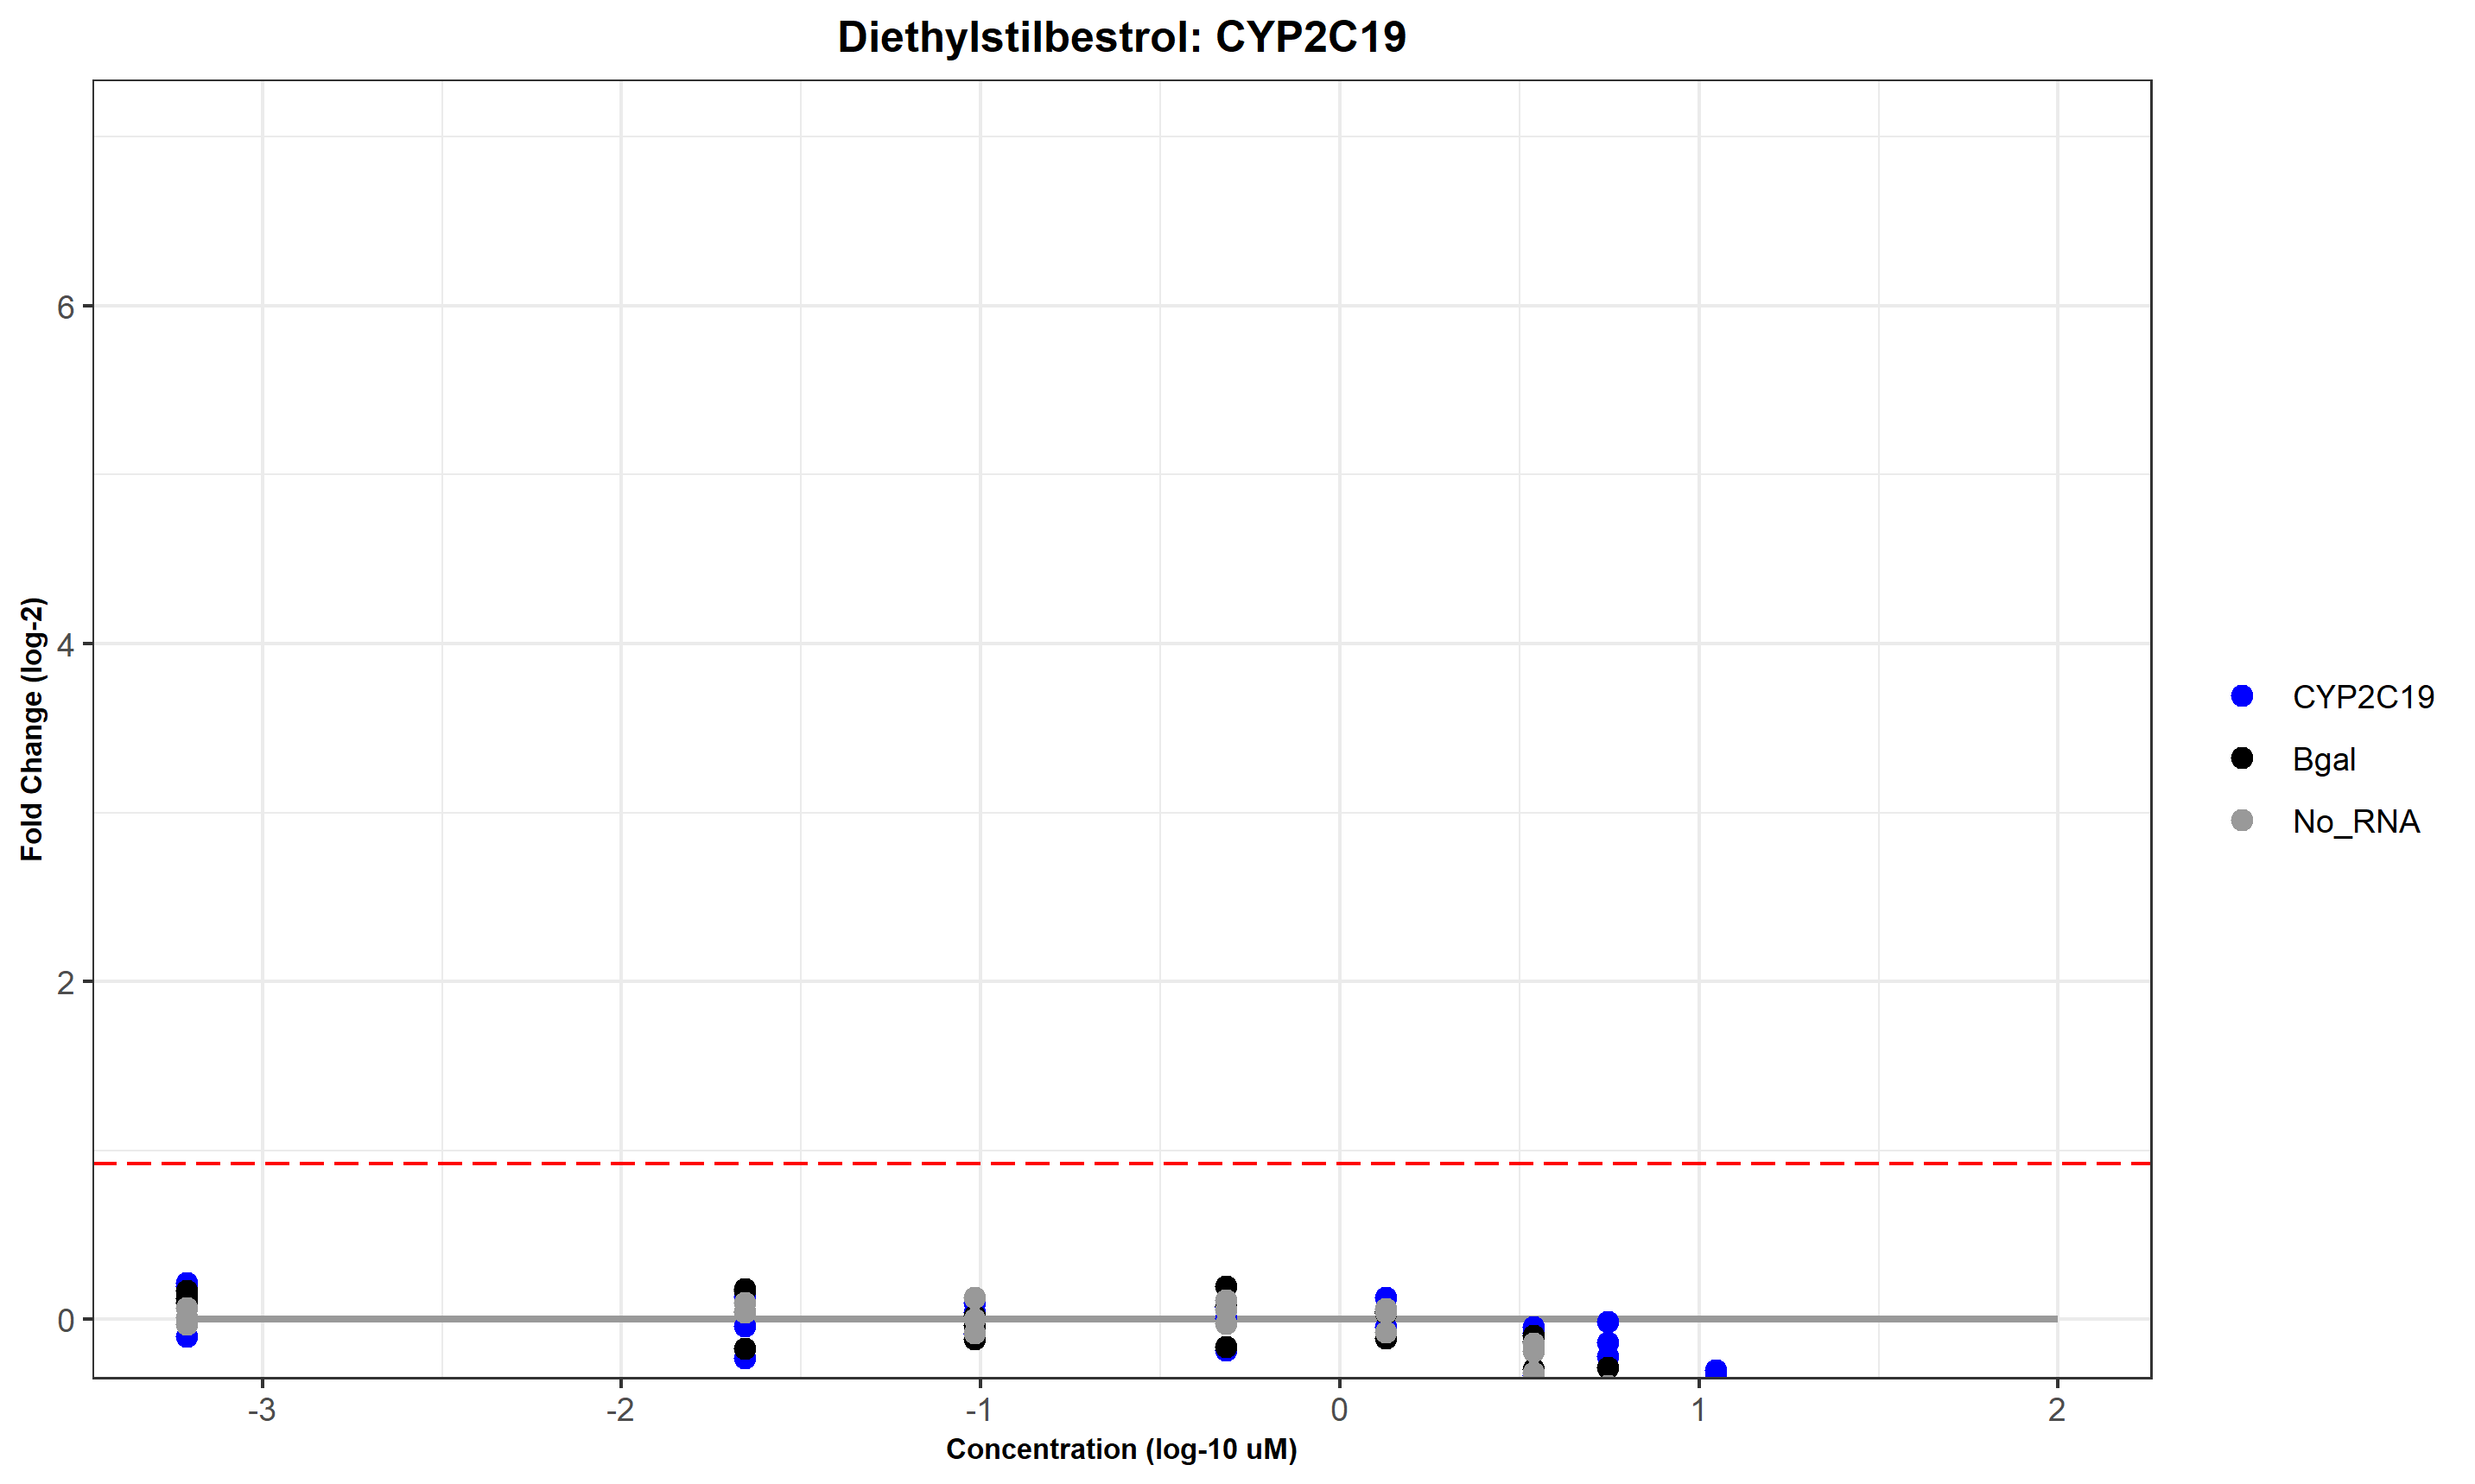 Diethylstilbestrol: CYP2C19
Fold Change (log-2)
6
4
2
0
-3
-2
-1
0
1
2
Concentration (log-10 uM)
CYP2C19
Bgal
No_RNA